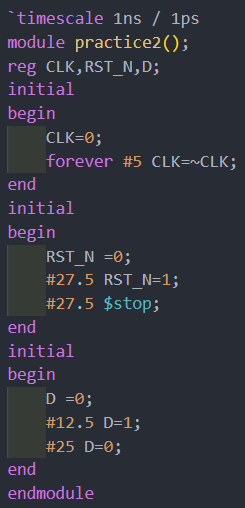 `timescale 1ns / 1ps
module practice2();
reg CLK,RST_N,D;
initial
begin
    CLK=0;
    forever #5 CLK=~CLK;
end
initial
begin
    RST_N =0;
    #27.5 RST_N=1;
    #27.5 $stop;
end
initial
begin
    D =0;
    #12.5 D=1;
    #25 D=0;
end
endmodule